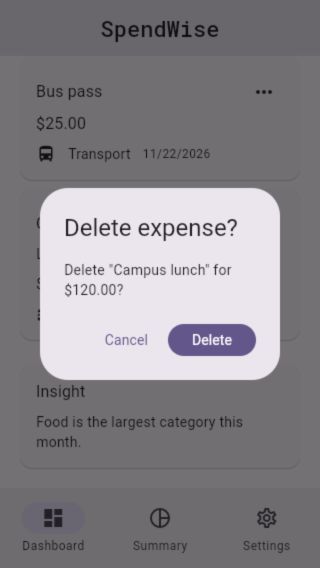 SpendWise
Bus pass
$25.00
Transport 11/22/2026
Delete expense?
Delete "Campus lunch" for
$120.00?
Cancel
Delete
Insight
Food is the largest category this
month.
Dashboard
Summary
Settings